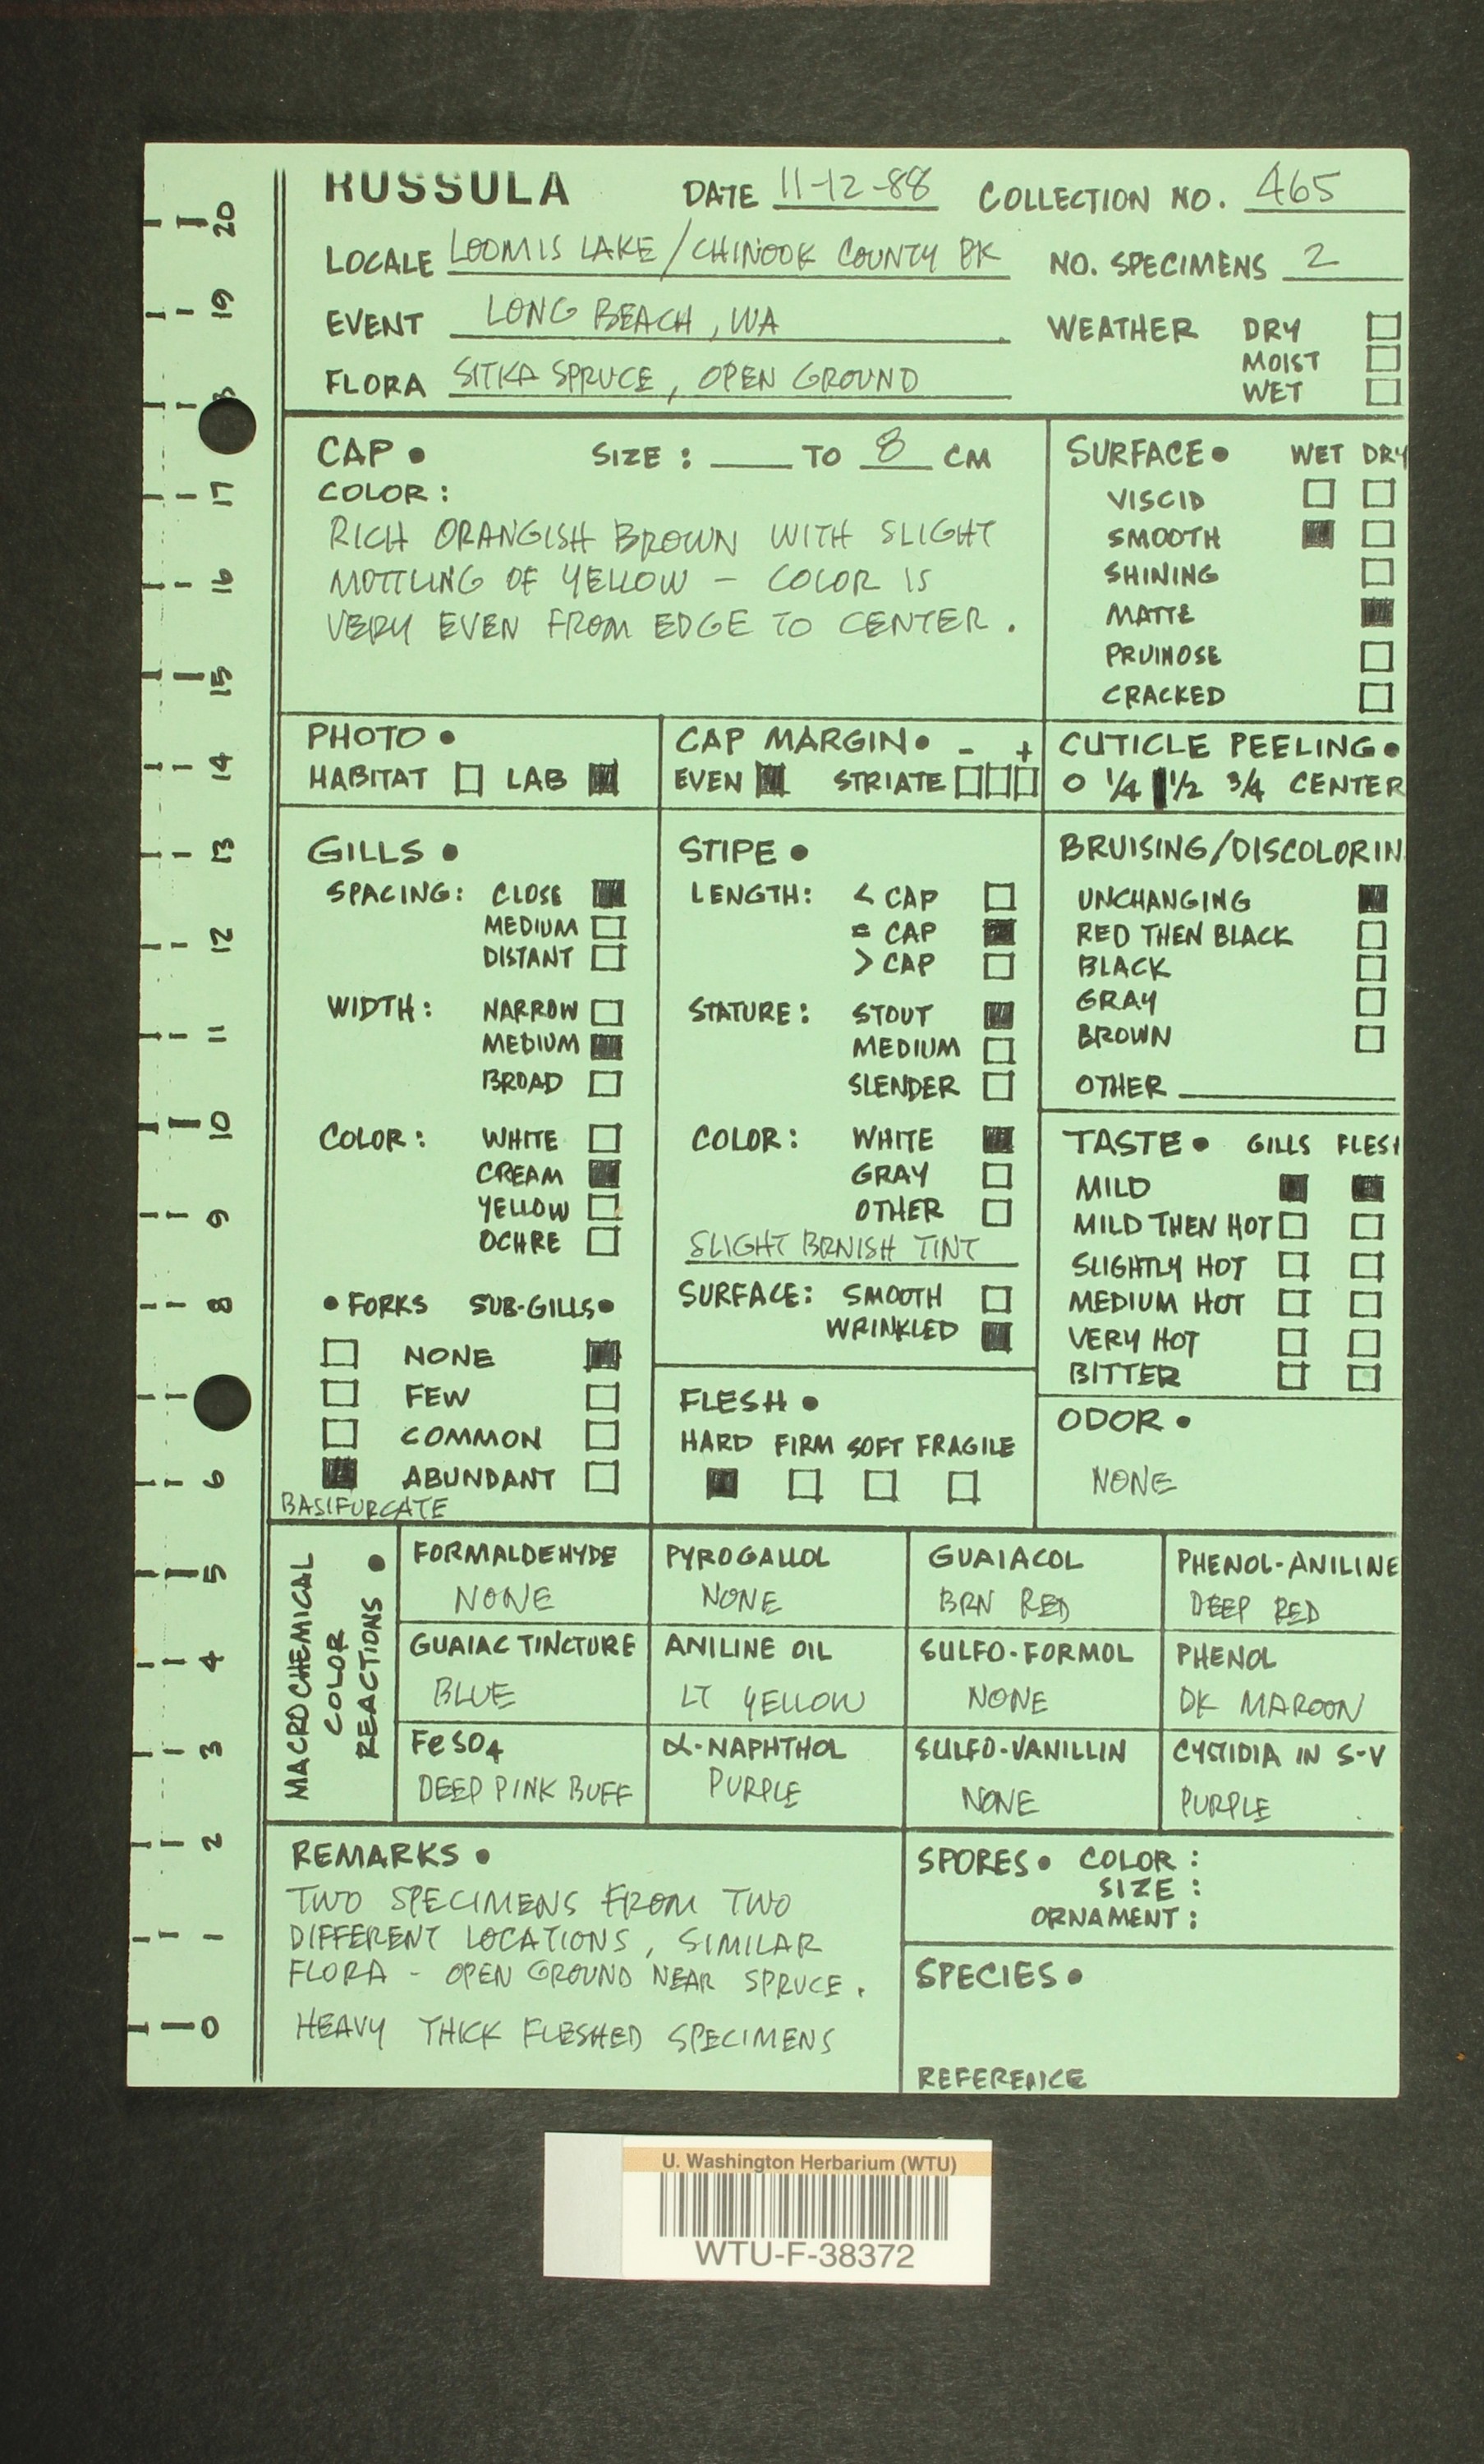 RUSSULA DATE 11-12-88 COLLECTION NO. 465
LOCALE LOOMIS LAKE / CHINOOK COUNTY PK NO. SPECIMENS 2
EVENT LONG BEACH, WA WEATHER DRY
MOIST
FLORA SITKA SPRUCE, OPEN GROUND WET
CAP • SIZE : TO 8 CM
COLOR :
RICH ORANGISH BROWN WITH SLIGHT
MOTTLING OF YELLOW - COLOR IS
VERY EVEN FROM EDGE TO CENTER.
SURFACE • WET DRY
VISCID
SMOOTH
SHINING
MATTE
PRUINOSE
CRACKED
PHOTO •
HABITAT LAB
CAP MARGIN • - +
EVEN STRIATE
CUTICLE PEELING •
0 1/4 1/2 3/4 CENTER
GILLS •
SPACING: CLOSE
MEDIUM
DISTANT
WIDTH: NARROW
MEDIUM
BROAD
COLOR: WHITE
CREAM
YELLOW
OCHRE
• FORKS SUB-GILLS •
NONE
FEW
COMMON
ABUNDANT
BASIFURCATE
STIPE •
LENGTH: < CAP
= CAP
> CAP
STATURE: STOUT
MEDIUM
SLENDER
COLOR: WHITE
GRAY
OTHER
SLIGHT BRNISH TINT
SURFACE: SMOOTH
WRINKLED
FLESH •
HARD FIRM SOFT FRAGILE
BRUISING/DISCOLORIN
UNCHANGING
RED THEN BLACK
BLACK
GRAY
BROWN
OTHER
TASTE • GILLS FLESH
MILD
MILD THEN HOT
SLIGHTLY HOT
MEDIUM HOT
VERY HOT
BITTER
ODOR •
NONE
MACROCHEMICAL
COLOR
REACTIONS •
FORMALDEHYDE PYROGALLOL GUAIACOL PHENOL-ANILINE
NONE NONE BRN RED DEEP RED
GUAIAC TINCTURE ANILINE OIL SULFO-FORMOL PHENOL
BLUE LT YELLOW NONE DK MAROON
FeSO4 α-NAPHTHOL SULFO-VANILLIN CYSTIDIA IN S-V
DEEP PINK BUFF PURPLE NONE PURPLE
REMARKS •
TWO SPECIMENS FROM TWO
DIFFERENT LOCATIONS, SIMILAR
FLORA - OPEN GROUND NEAR SPRUCE.
HEAVY THICK FLESHED SPECIMENS
SPORES • COLOR :
SIZE :
ORNAMENT :
SPECIES •
REFERENCE
20
19
17
16
15
14
13
12
11
10
9
8
6
5
4
3
2
1
0
U. Washington Herbarium (WTU)
WTU-F-38372